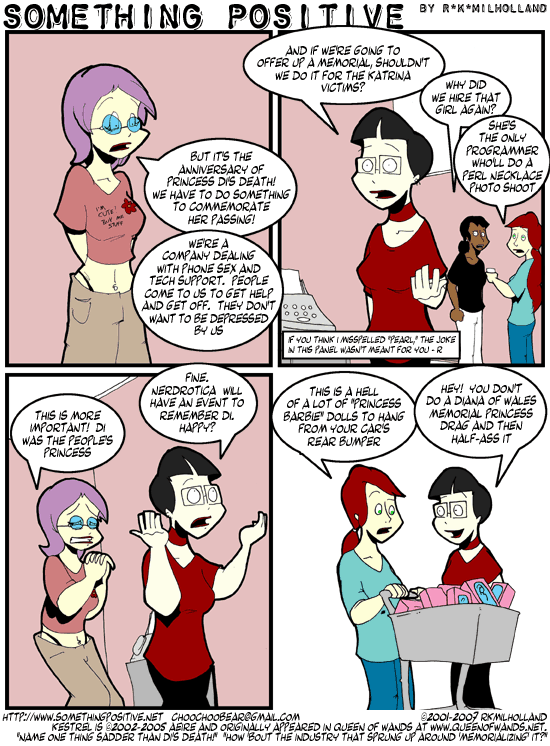 SOMETHING POSITIVE BY R*K*MILHOLLAND
BUT IT'S THE
ANNIVERSARY OF
PRINCESS DI'S DEATH!
WE HAVE TO DO SOMETHING
TO COMMEMORATE
HER PASSING!
I'M
CUTE!
BUY ME
STUFF
WE'RE A
COMPANY DEALING
WITH PHONE SEX AND
TECH SUPPORT. PEOPLE
COME TO US TO GET HELP
AND GET OFF. THEY DON'T
WANT TO BE DEPRESSED
BY US
AND IF WE'RE GOING TO
OFFER UP A MEMORIAL, SHOULDN'T
WE DO IT FOR THE KATRINA
VICTIMS?
WHY DID
WE HIRE THAT
GIRL AGAIN?
SHE'S
THE ONLY
PROGRAMMER
WHO'LL DO A
PERL NECKLACE
PHOTO SHOOT
IF YOU THINK I MISSPELLED "PEARL," THE JOKE
IN THIS PANEL WASN'T MEANT FOR YOU - R
THIS IS MORE
IMPORTANT! DI
WAS THE PEOPLE'S
PRINCESS
FINE.
NERDROTICA WILL
HAVE AN EVENT TO
REMEMBER DI.
HAPPY?
THIS IS A HELL
OF A LOT OF "PRINCESS
BARBIE" DOLLS TO HANG
FROM YOUR CAR'S
REAR BUMPER
HEY! YOU DON'T
DO A DIANA OF WALES
MEMORIAL PRINCESS
DRAG AND THEN
HALF-ASS IT
HTTP://WWW.SOMETHINGPOSITIVE.NET CHOOCHOOBEAR@GMAIL.COM ©2001-2007 RKMILHOLLAND
KESTREL IS ©2002-2005 AEIRE AND ORIGINALLY APPEARED IN QUEEN OF WANDS AT WWW.QUEENOFWANDS.NET.
"NAME ONE THING SADDER THAN DI'S DEATH!" "HOW 'BOUT THE INDUSTRY THAT SPRUNG UP AROUND 'MEMORIALIZING' IT?"